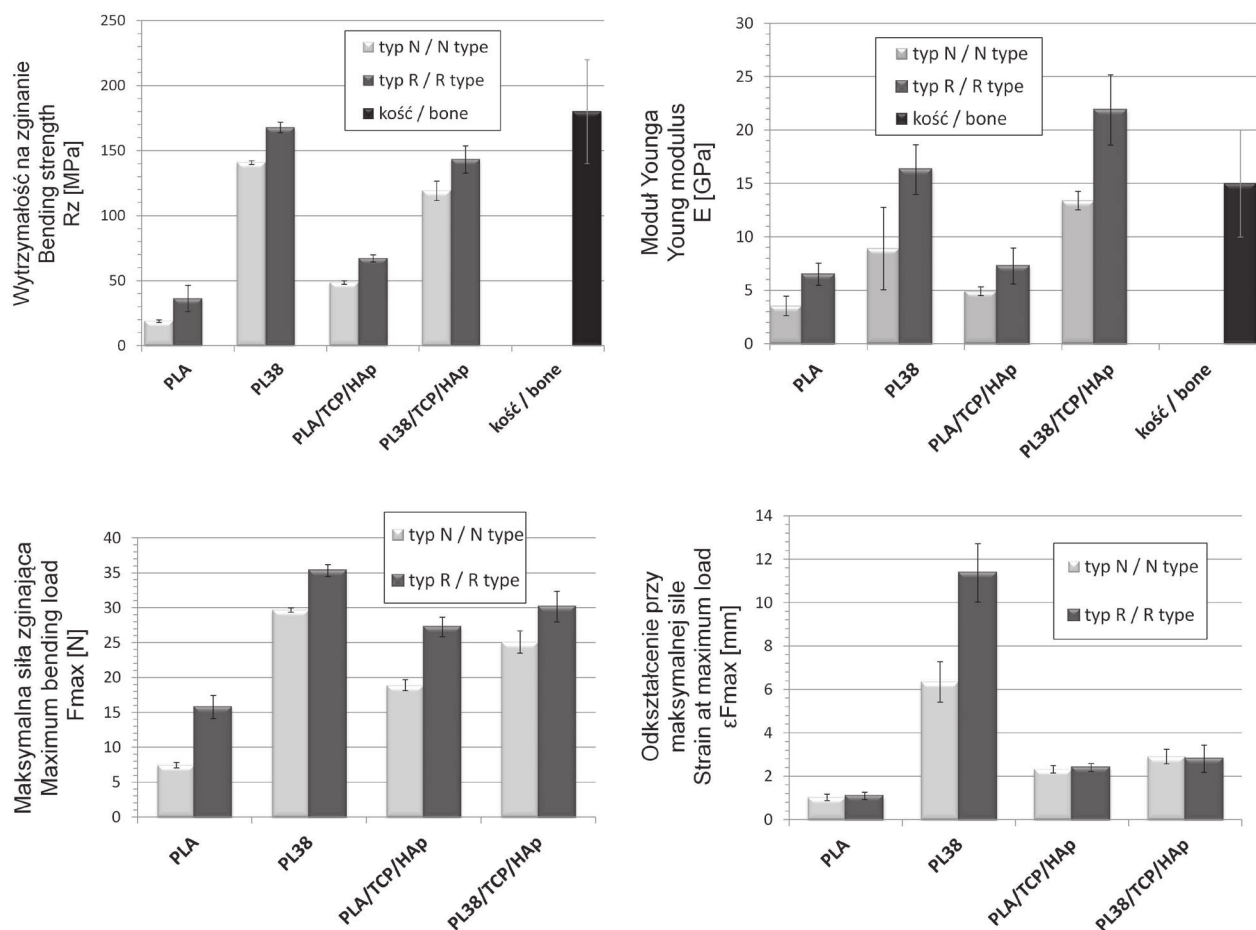 Wytrzymałość na zginanie
Bending strength
Rz [MPa]
250
200
150
100
50
0
typ N / N type
typ R / R type
kość / bone
PLA
PL38
PLA/TCP/HAp
PL38/TCP/HAp
kość / bone
Moduł Younga
Young modulus
E [GPa]
30
25
20
15
10
5
0
typ N / N type
typ R / R type
kość / bone
PLA
PL38
PLA/TCP/HAp
PL38/TCP/HAp
kość / bone
Maksymalna siła zginająca
Maximum bending load
Fmax [N]
40
35
30
25
20
15
10
5
0
typ N / N type
typ R / R type
PLA
PL38
PLA/TCP/HAp
PL38/TCP/HAp
Odkształcenie przy
maksymalnej sile
Strain at maximum load
εFmax [mm]
14
12
10
8
6
4
2
0
typ N / N type
typ R / R type
PLA
PL38
PLA/TCP/HAp
PL38/TCP/HAp